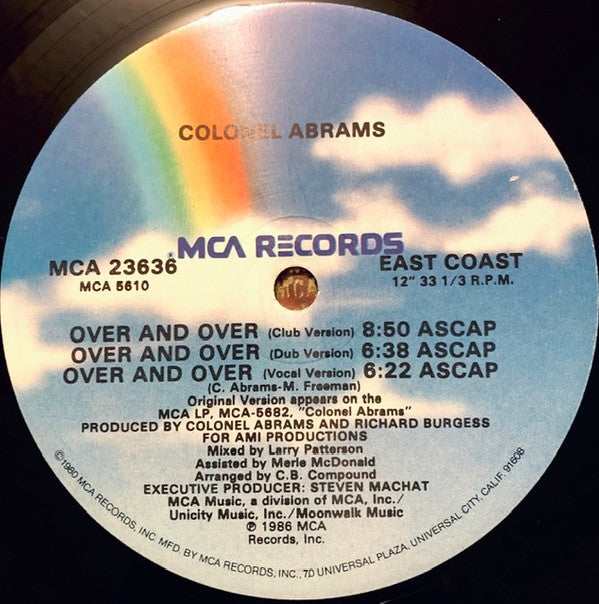 COLONEL ABRAMS
MCA RECORDS
MCA 23636
MCA 5610
EAST COAST
12" 33 1/3 R.P.M.
OVER AND OVER (Club Version) 8:50 ASCAP
OVER AND OVER (Dub Version) 6:38 ASCAP
OVER AND OVER (Vocal Version) 6:22 ASCAP
(C. Abrams-M. Freeman)
Original Version appears on the
MCA LP, MCA-5682, "Colonel Abrams"
PRODUCED BY COLONEL ABRAMS AND RICHARD BURGESS
FOR AMI PRODUCTIONS
Mixed by Larry Patterson
Assisted by Merle McDonald
Arranged by C.B. Compound
EXECUTIVE PRODUCER: STEVEN MACHAT
MCA Music, a division of MCA, Inc./
Unicity Music, Inc./Moonwalk Music
℗ 1986 MCA
Records, Inc.
©1980 MCA RECORDS, INC. MFD. BY MCA RECORDS, INC., 70 UNIVERSAL PLAZA, UNIVERSAL CITY, CALIF. 91608
MCA